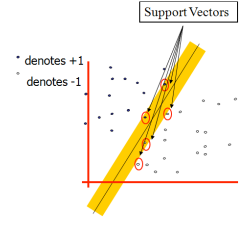 Support Vectors
denotes +1
denotes -1